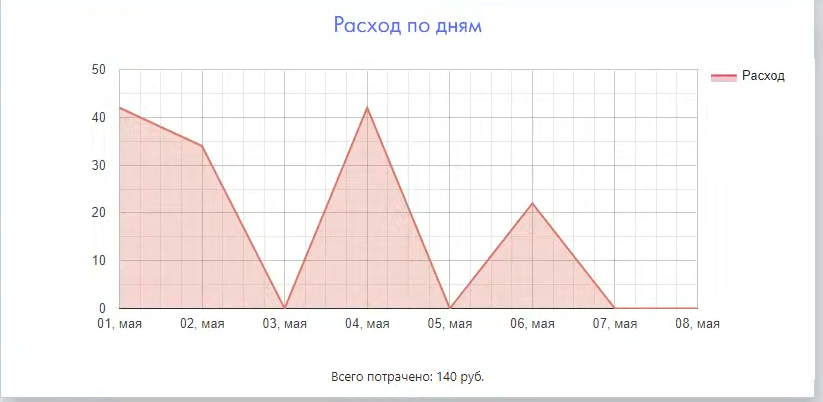 Расход по дням
50
Расход
40
30
20
10
0
01, мая 02, мая 03, мая 04, мая 05, мая 06, мая 07, мая 08, мая
Всего потрачено: 140 руб.